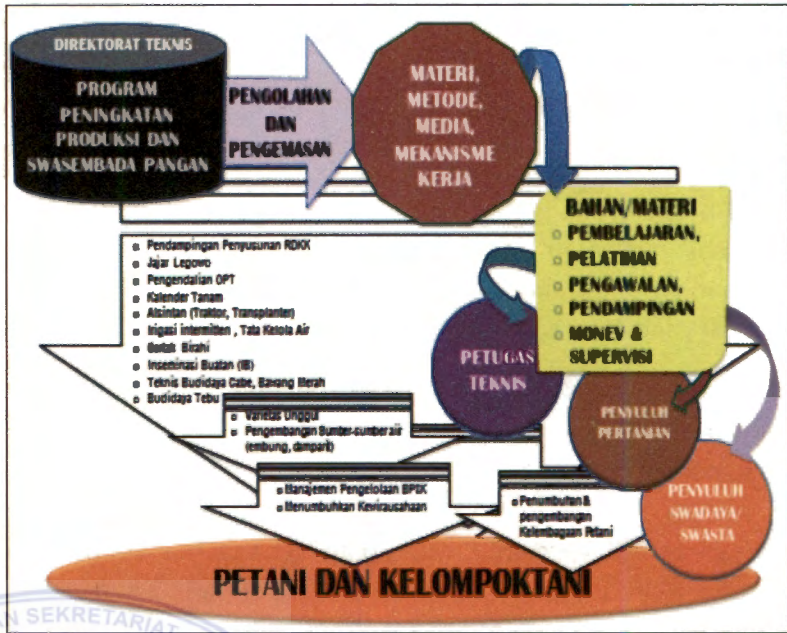 DIREKTORAT TEKNIS
PROGRAM
PENINGKATAN
PRODUKSI DAN
SWASEMBADA PANGAN
PENGOLAHAN
DAN
PENGEMASAN
MATERI,
METODE,
MEDIA,
MEKANISME
KERJA
BAHAN/MATERI
PEMBELAJARAN,
PELATIHAN
PENGAWALAN,
PENDAMPINGAN
MONEV &
SUPERVISI
Pendampingan Penyusunan RDKK
Jajar Legowo
Pengendalian OPT
Kalender Tanam
Alsintan (Traktor, Transplanter)
Irigasi Intermitten , Tata Kelola Air
Birahi
Inseminasi Buatan (IB)
Teknis Budidaya Cabe, Bawang Merah
Budidaya Tebu
Varietas Unggul
Pengembangan Sumber-sumber air
(embung, damparit)
Manajemen Pengelolaan BP3K
Menumbuhkan Kewirausahaan
Penumbuhan &
pengembangan
Kelembagaan Petani
PETUGAS
TEKNIS
PENYULUH
PERTANIAN
PENYULUH
SWADAYA/
SWASTA
PETANI DAN KELOMPOKTANI
AN SEKRETARIAT